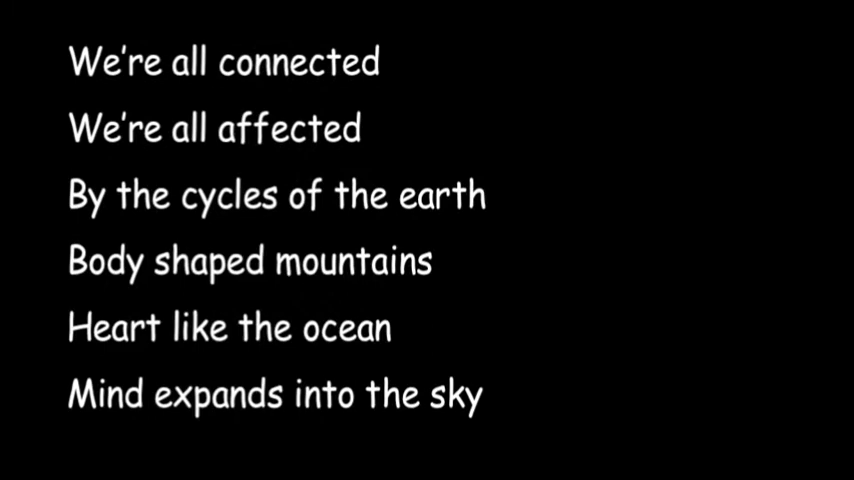 We're all connected
We're all affected
By the cycles of the earth
Body shaped mountains
Heart like the ocean
Mind expands into the sky